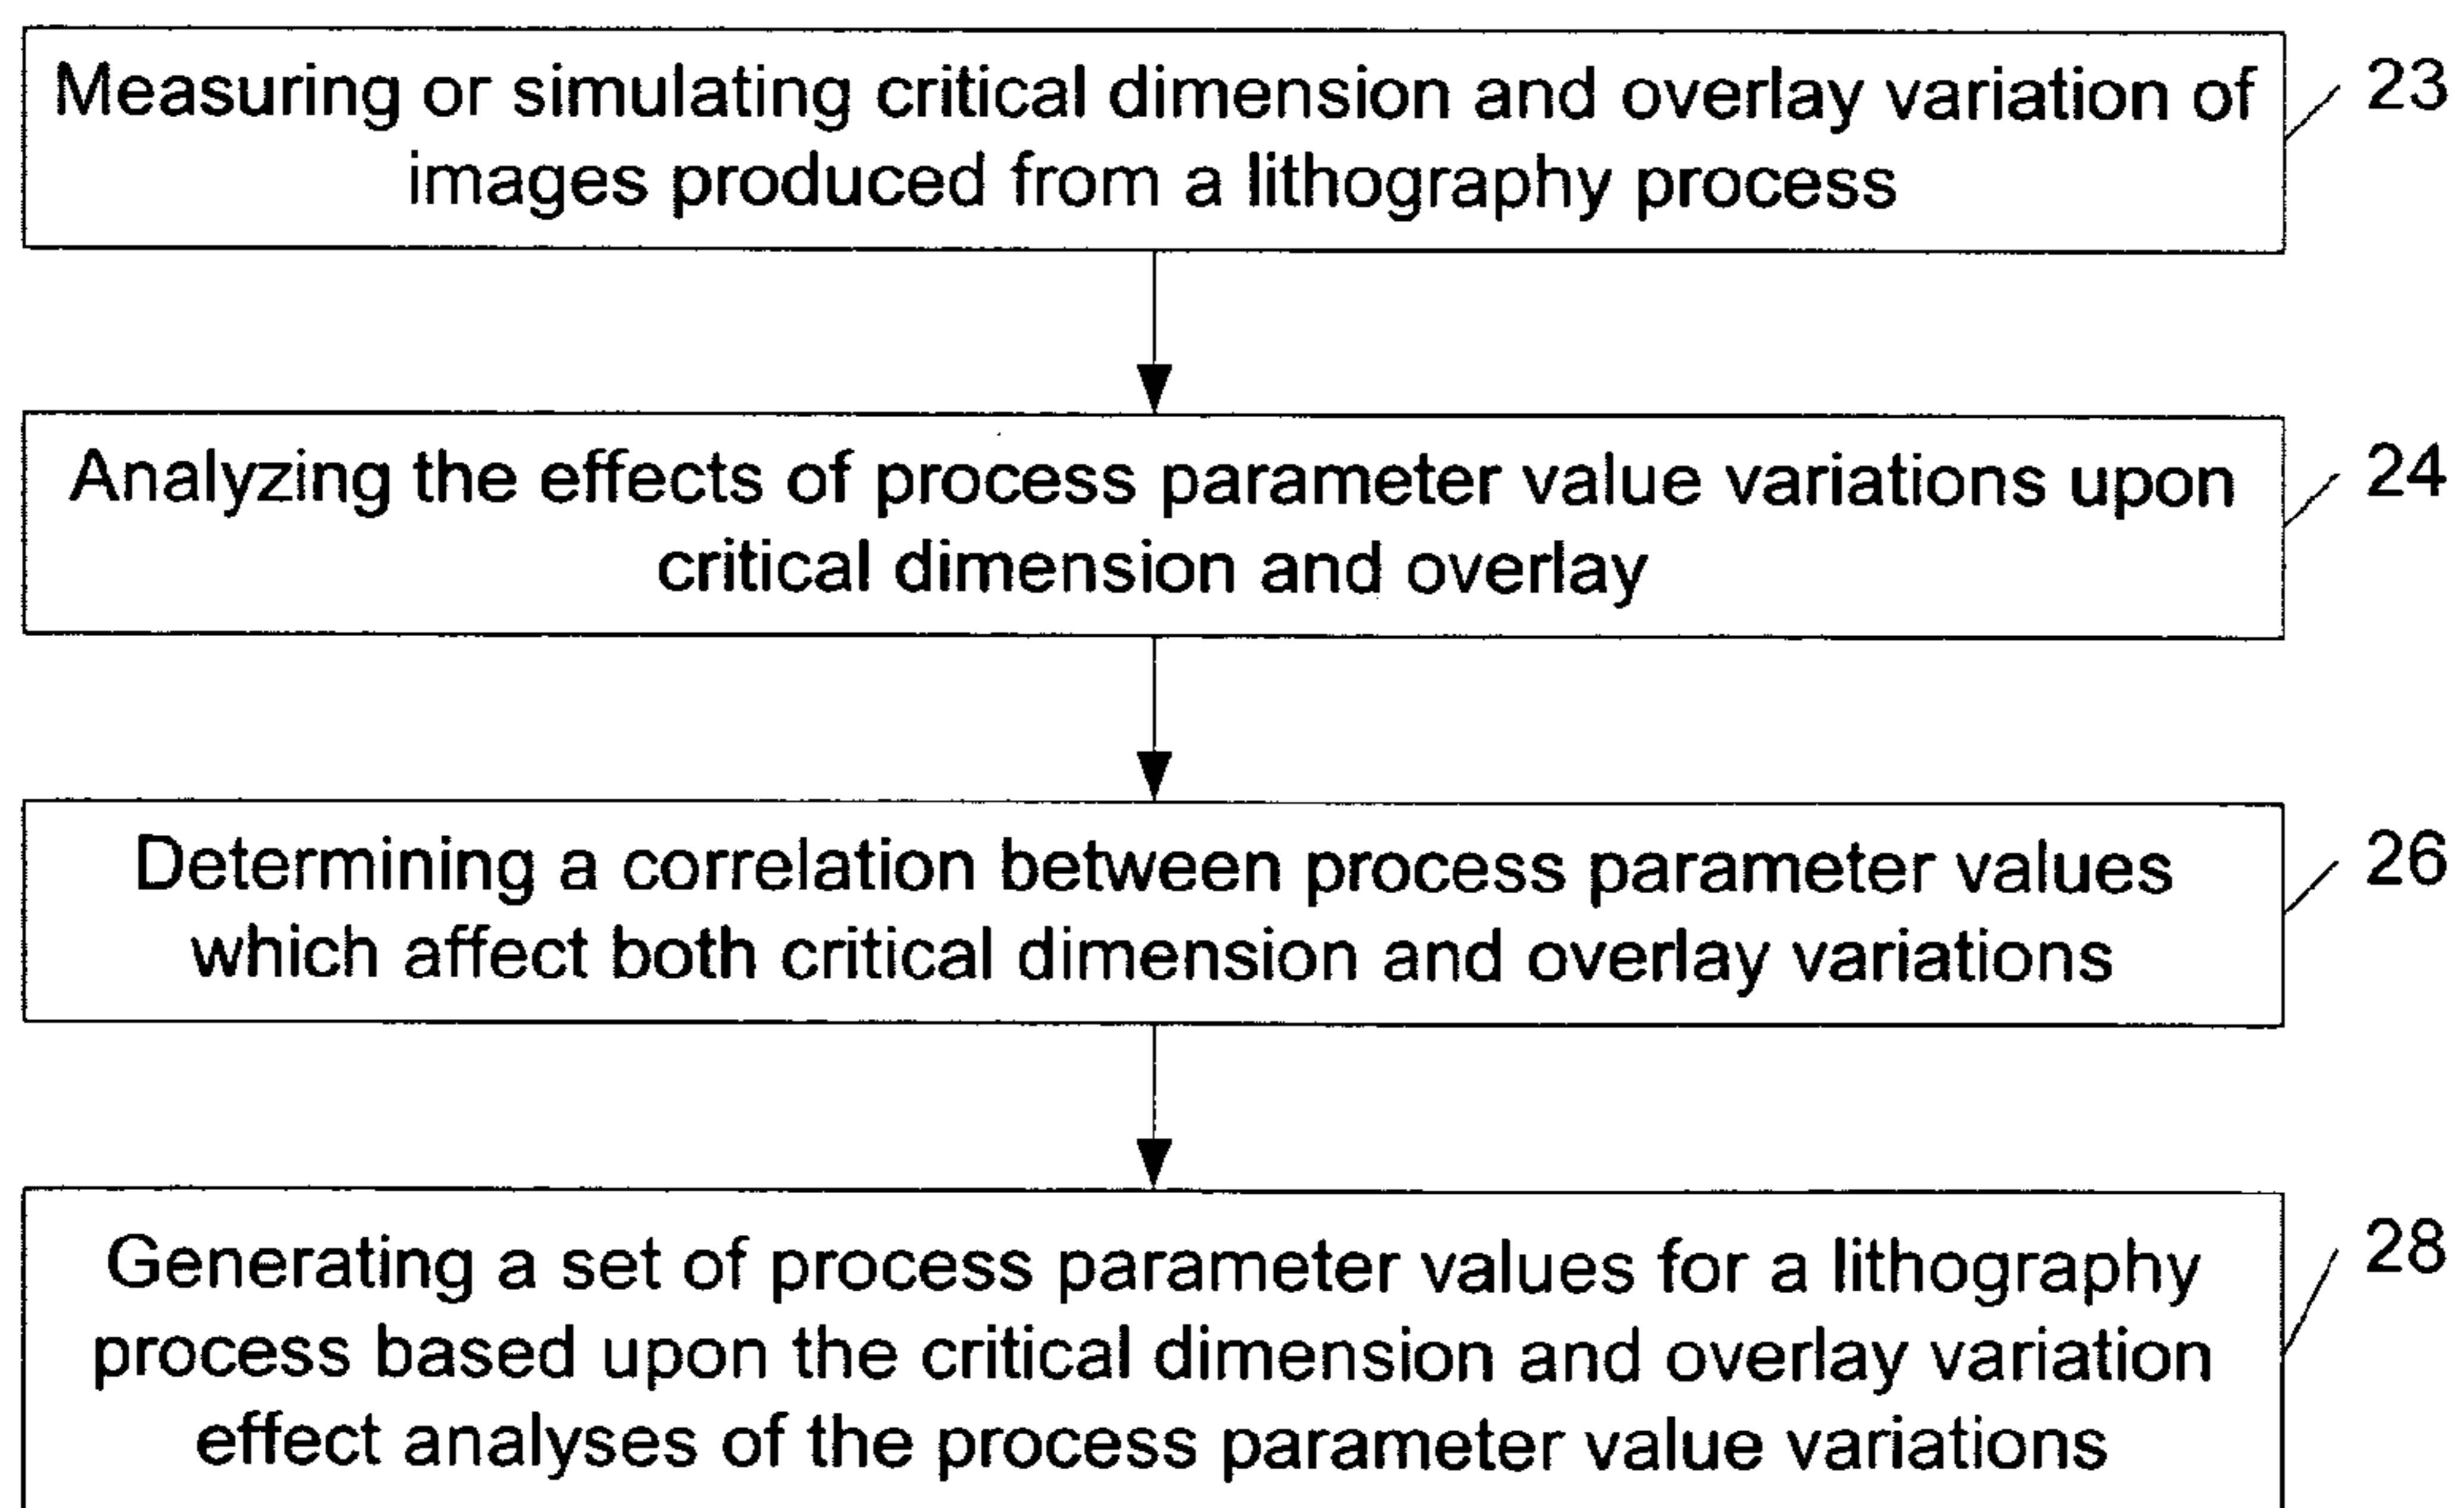 Measuring or simulating critical dimension and overlay variation of
images produced from a lithography process
23
Analyzing the effects of process parameter value variations upon
critical dimension and overlay
24
Determining a correlation between process parameter values
which affect both critical dimension and overlay variations
26
Generating a set of process parameter values for a lithography
process based upon the critical dimension and overlay variation
effect analyses of the process parameter value variations
28